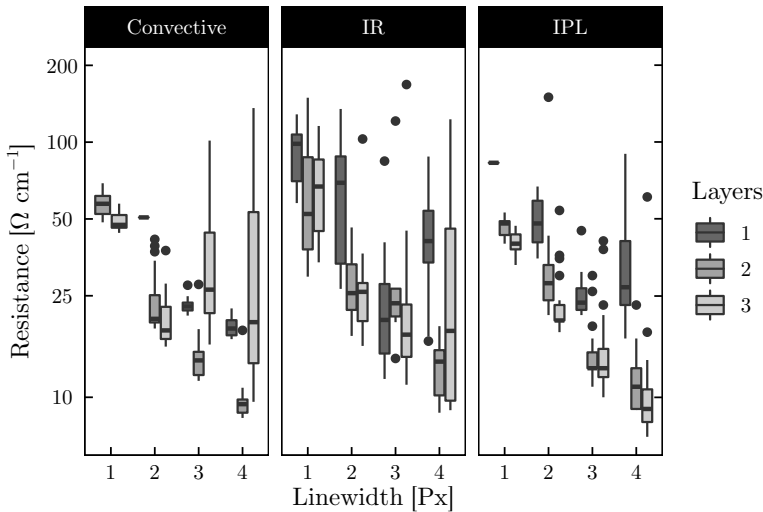 Convective IR IPL
Resistance [Ω cm⁻¹]
200
100
50
25
10
1 2 3 4 1 2 3 4 1 2 3 4
Linewidth [Px]
Layers
1
2
3